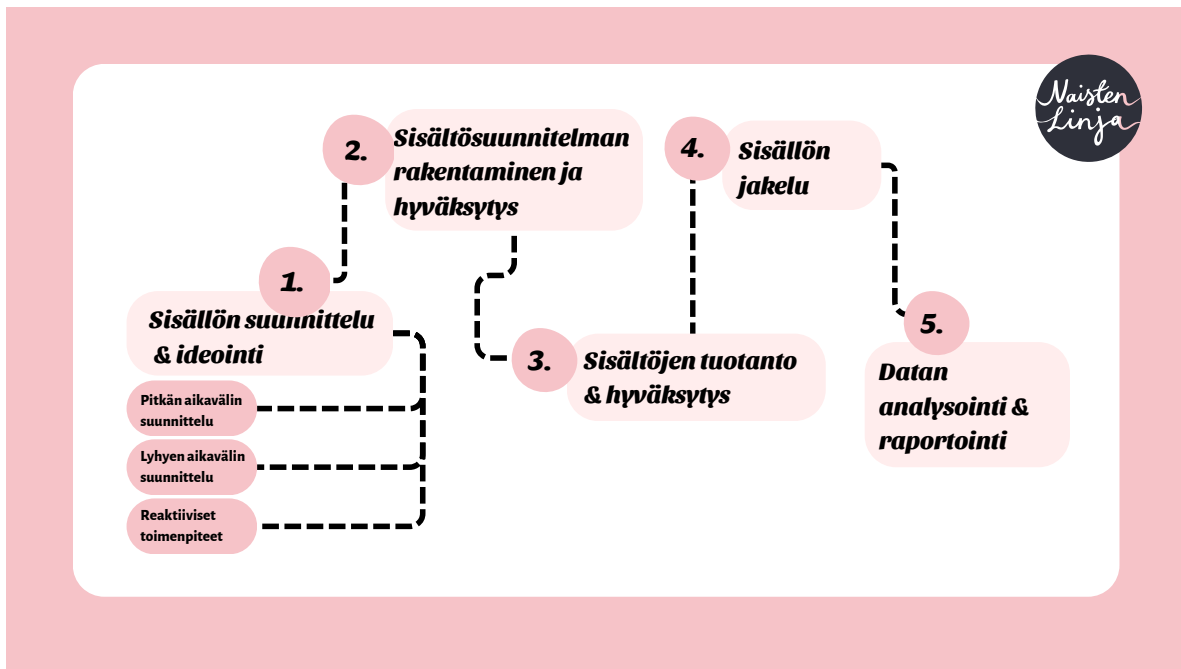 Naisten
Linja
1.
Sisällön suunnittelu
& ideointi
Pitkän aikavälin
suunnittelu
Lyhyen aikavälin
suunnittelu
Reaktiiviset
toimenpiteet
2.
Sisältösuunnitelman
rakentaminen ja
hyväksytys
3.
Sisältöjen tuotanto
& hyväksytys
4.
Sisällön
jakelu
5.
Datan
analysointi &
raportointi